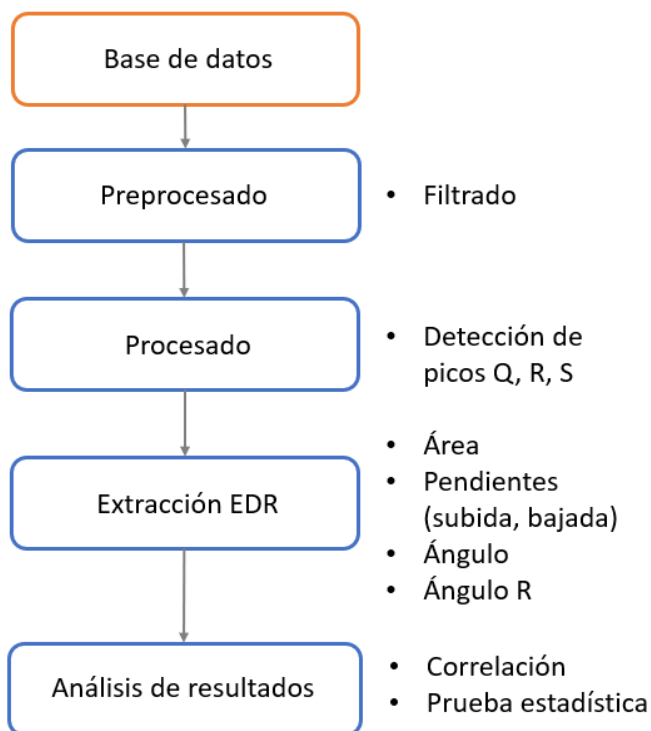 Base de datos
Preprocesado
• Filtrado
Procesado
• Detección de
picos Q, R, S
Extracción EDR
• Área
• Pendientes
(subida, bajada)
• Ángulo
• Ángulo R
Análisis de resultados
• Correlación
• Prueba estadística